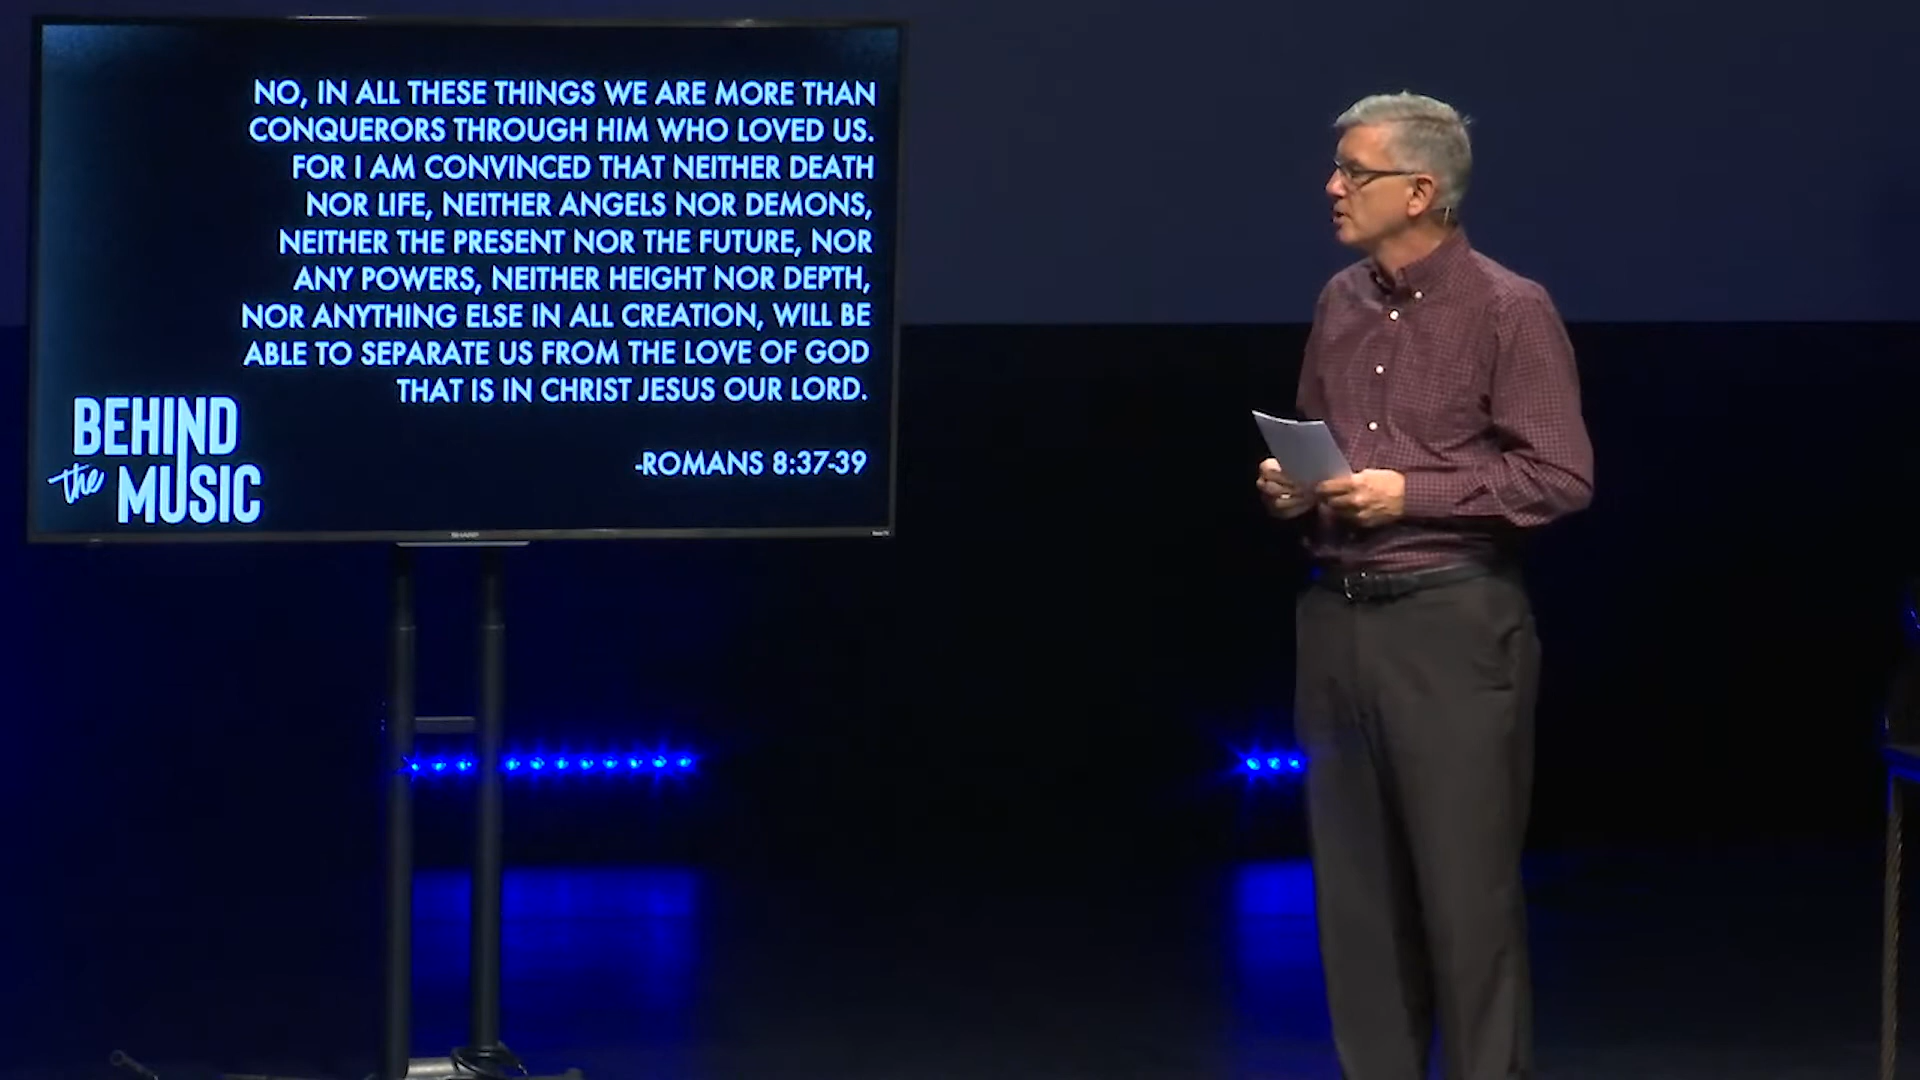 NO, IN ALL THESE THINGS WE ARE MORE THAN
CONQUERORS THROUGH HIM WHO LOVED US.
FOR I AM CONVINCED THAT NEITHER DEATH
NOR LIFE, NEITHER ANGELS NOR DEMONS,
NEITHER THE PRESENT NOR THE FUTURE, NOR
ANY POWERS, NEITHER HEIGHT NOR DEPTH,
NOR ANYTHING ELSE IN ALL CREATION, WILL BE
ABLE TO SEPARATE US FROM THE LOVE OF GOD
THAT IS IN CHRIST JESUS OUR LORD.
-ROMANS 8:37-39
BEHIND
the MUSIC
SHARP